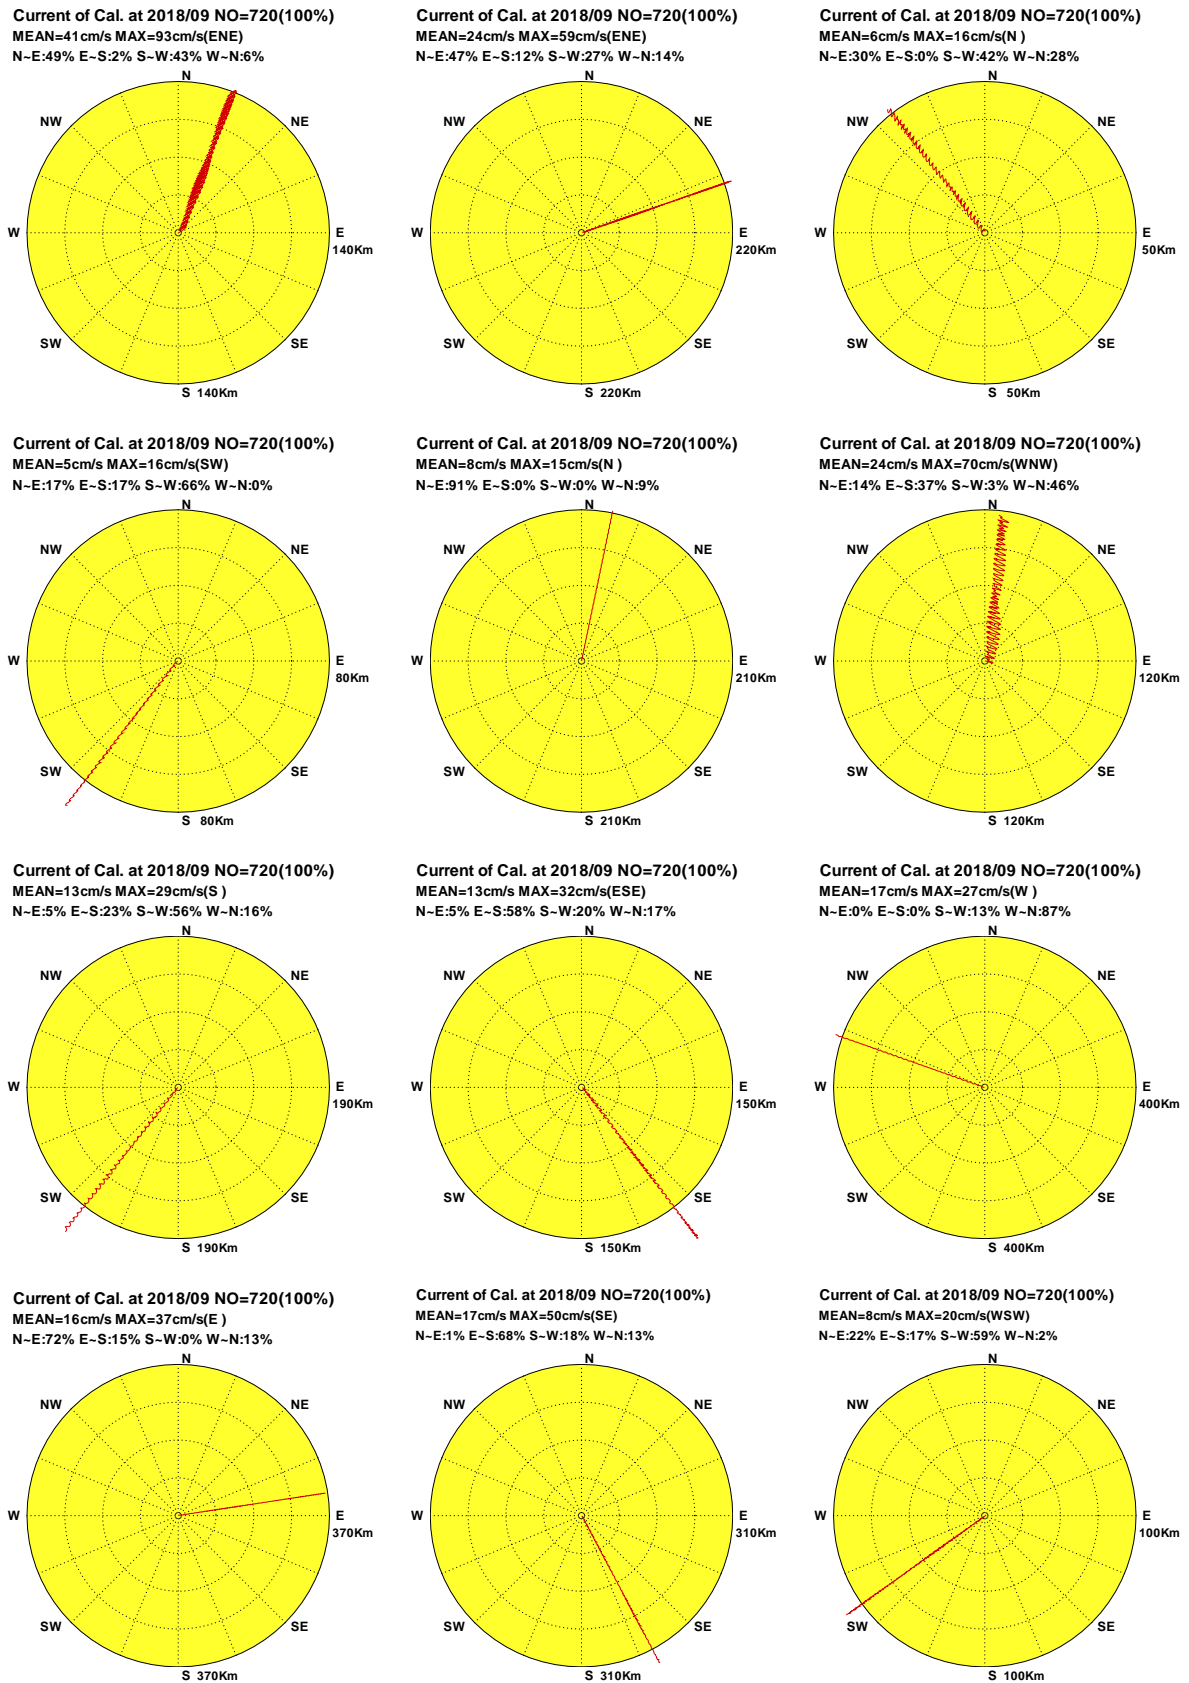 Current of Cal. at 2018/09 NO=720(100%)
MEAN=41cm/s MAX=93cm/s(ENE)
N~E:49% E~S:2% S~W:43% W~N:6%
N
NW
NE
W
E
140Km
SW
SE
S 140Km
Current of Cal. at 2018/09 NO=720(100%)
MEAN=24cm/s MAX=59cm/s(ENE)
N~E:47% E~S:12% S~W:27% W~N:14%
N
NW
NE
W
E
220Km
SW
SE
S 220Km
Current of Cal. at 2018/09 NO=720(100%)
MEAN=6cm/s MAX=16cm/s(N )
N~E:30% E~S:0% S~W:42% W~N:28%
N
NW
NE
W
E
50Km
SW
SE
S 50Km
Current of Cal. at 2018/09 NO=720(100%)
MEAN=5cm/s MAX=16cm/s(SW)
N~E:17% E~S:17% S~W:66% W~N:0%
N
NW
NE
W
E
80Km
SW
SE
S 80Km
Current of Cal. at 2018/09 NO=720(100%)
MEAN=8cm/s MAX=15cm/s(N )
N~E:91% E~S:0% S~W:0% W~N:9%
N
NW
NE
W
E
210Km
SW
SE
S 210Km
Current of Cal. at 2018/09 NO=720(100%)
MEAN=24cm/s MAX=70cm/s(WNW)
N~E:14% E~S:37% S~W:3% W~N:46%
N
NW
NE
W
E
120Km
SW
SE
S 120Km
Current of Cal. at 2018/09 NO=720(100%)
MEAN=13cm/s MAX=29cm/s(S )
N~E:5% E~S:23% S~W:56% W~N:16%
N
NW
NE
W
E
190Km
SW
SE
S 190Km
Current of Cal. at 2018/09 NO=720(100%)
MEAN=13cm/s MAX=32cm/s(ESE)
N~E:5% E~S:58% S~W:20% W~N:17%
N
NW
NE
W
E
150Km
SW
SE
S 150Km
Current of Cal. at 2018/09 NO=720(100%)
MEAN=17cm/s MAX=27cm/s(W )
N~E:0% E~S:0% S~W:13% W~N:87%
N
NW
NE
W
E
400Km
SW
SE
S 400Km
Current of Cal. at 2018/09 NO=720(100%)
MEAN=16cm/s MAX=37cm/s(E )
N~E:72% E~S:15% S~W:0% W~N:13%
N
NW
NE
W
E
370Km
SW
SE
S 370Km
Current of Cal. at 2018/09 NO=720(100%)
MEAN=17cm/s MAX=50cm/s(SE)
N~E:1% E~S:68% S~W:18% W~N:13%
N
NW
NE
W
E
310Km
SW
SE
S 310Km
Current of Cal. at 2018/09 NO=720(100%)
MEAN=8cm/s MAX=20cm/s(WSW)
N~E:22% E~S:17% S~W:59% W~N:2%
N
NW
NE
W
E
100Km
SW
SE
S 100Km